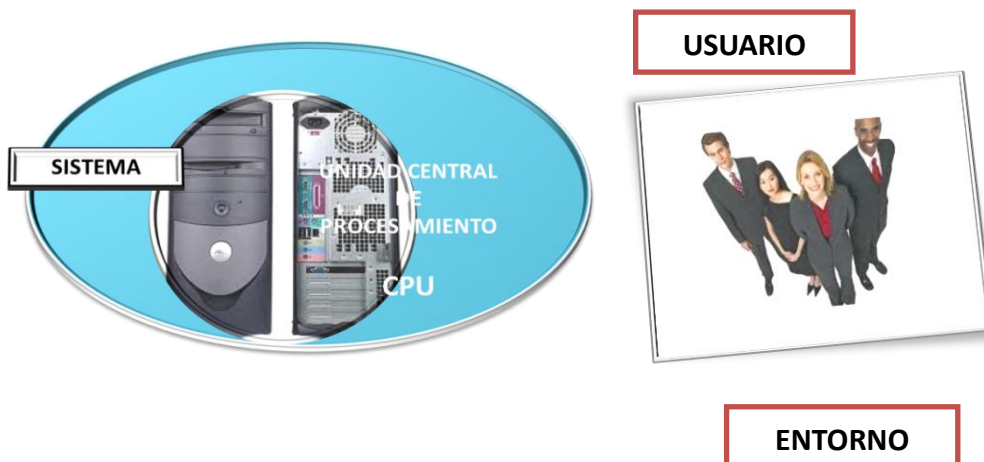 USUARIO
SISTEMA
UNIDAD CENTRAL
DE
PROCESAMIENTO
CPU
ENTORNO